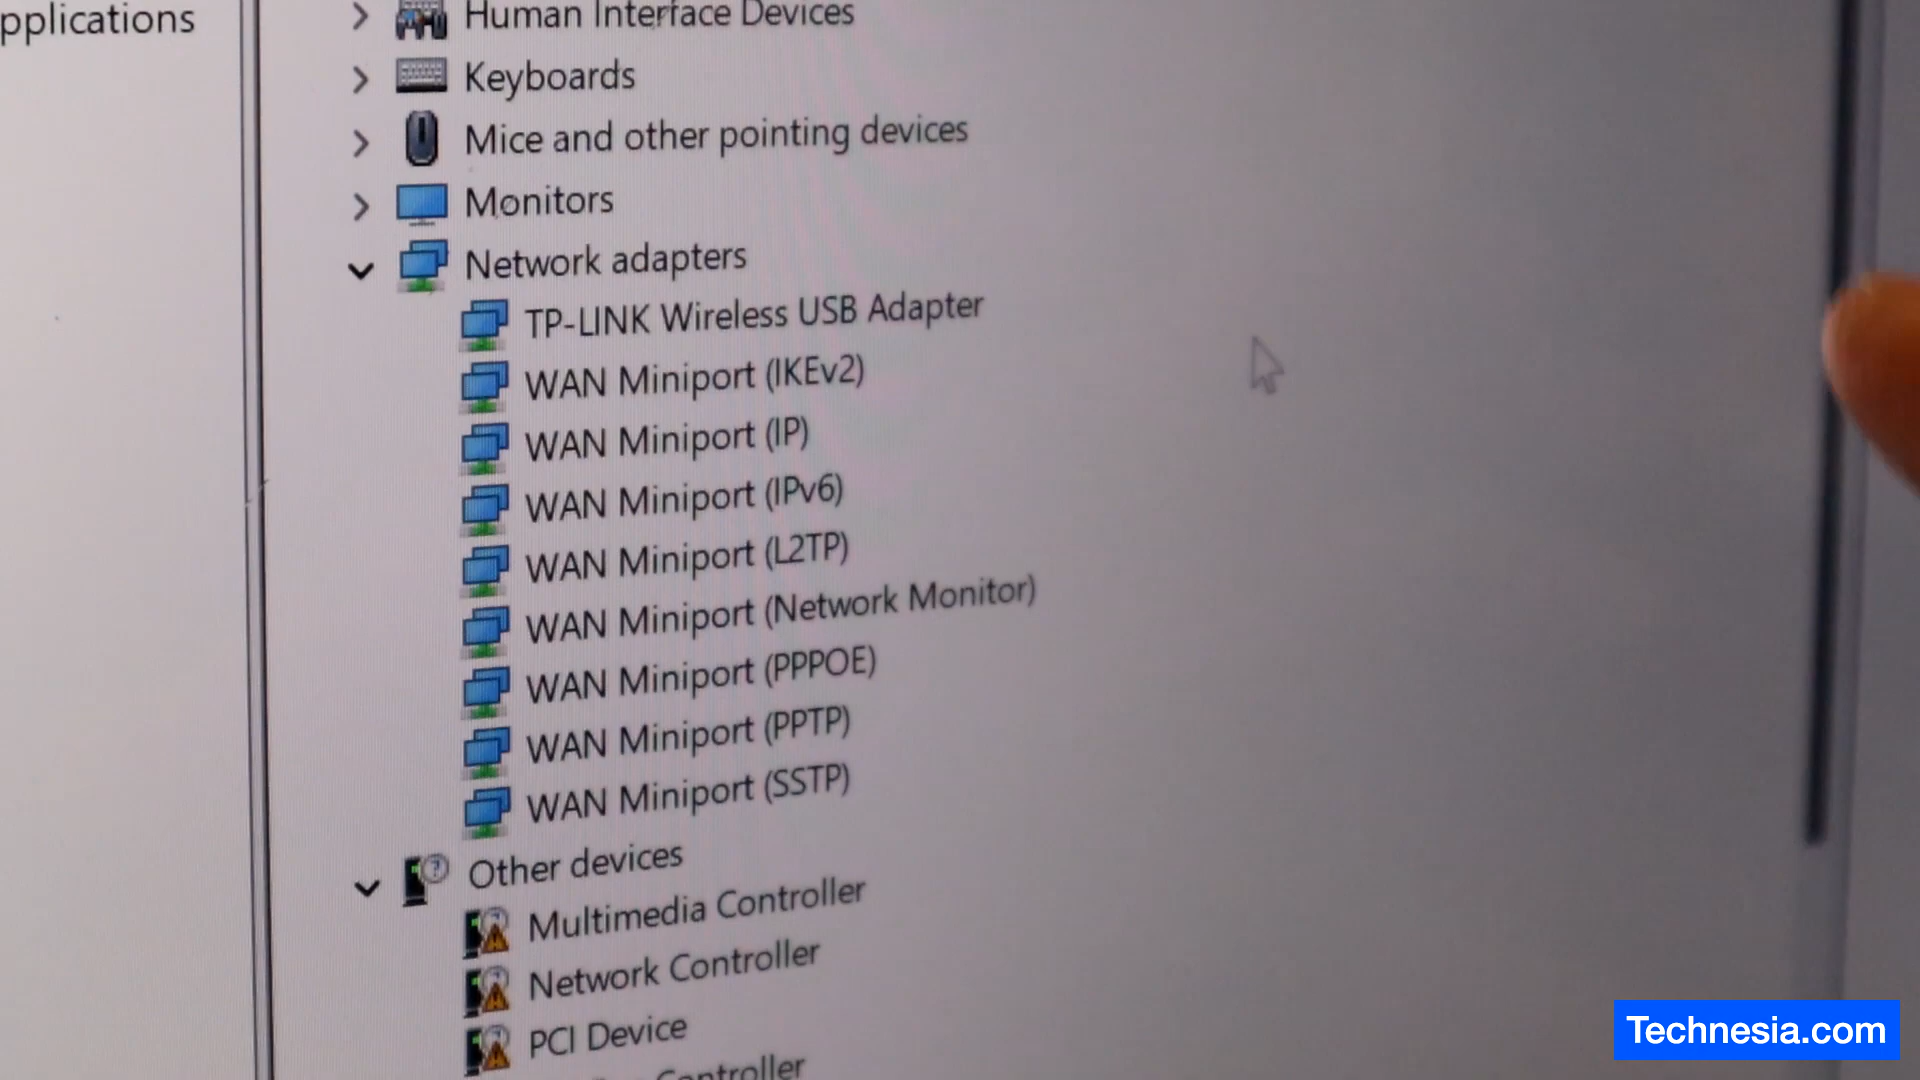 pplications
Human Interface Devices
Keyboards
Mice and other pointing devices
Monitors
Network adapters
TP-LINK Wireless USB Adapter
WAN Miniport (IKEv2)
WAN Miniport (IP)
WAN Miniport (IPv6)
WAN Miniport (L2TP)
WAN Miniport (Network Monitor)
WAN Miniport (PPPOE)
WAN Miniport (PPTP)
WAN Miniport (SSTP)
Other devices
Multimedia Controller
Network Controller
PCI Device
Controller
Technesia.com